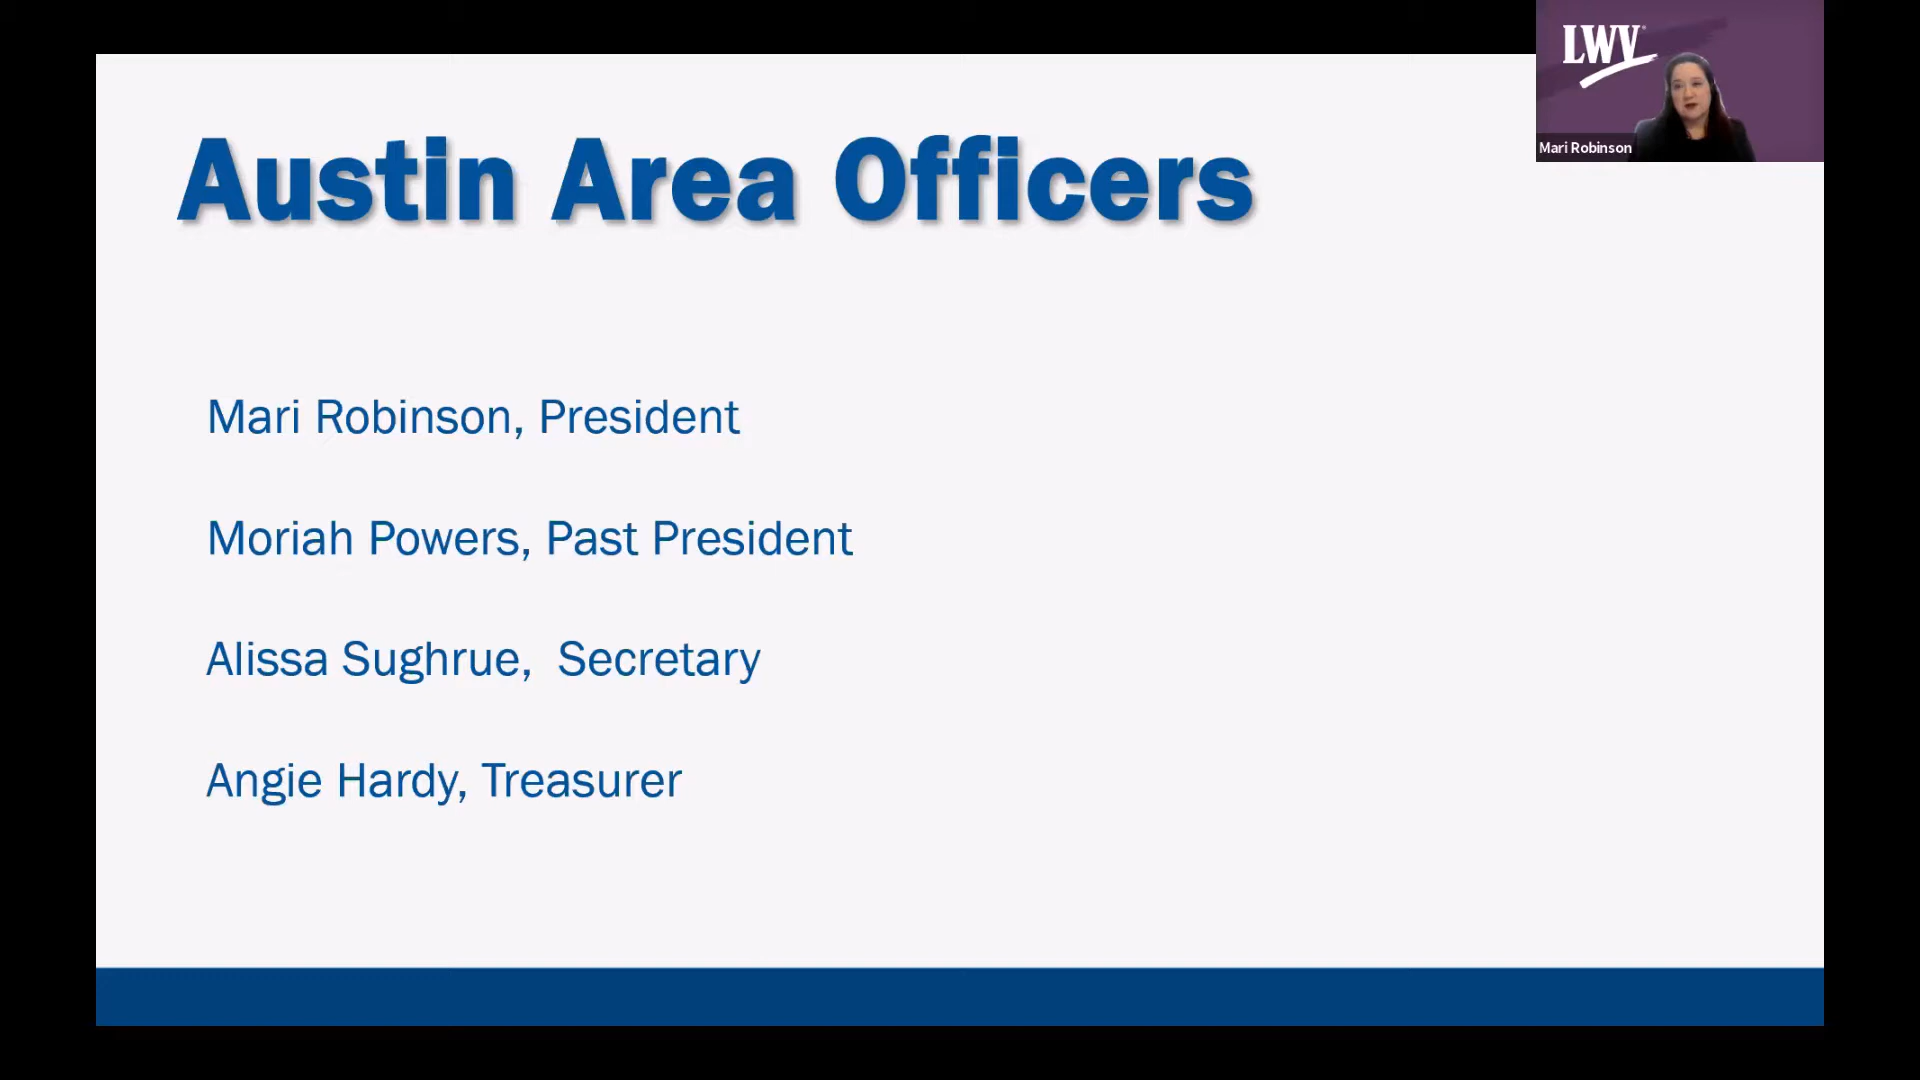 Austin Area Officers
LWV
Mari Robinson
Mari Robinson, President
Moriah Powers, Past President
Alissa Sughrue,  Secretary
Angie Hardy, Treasurer